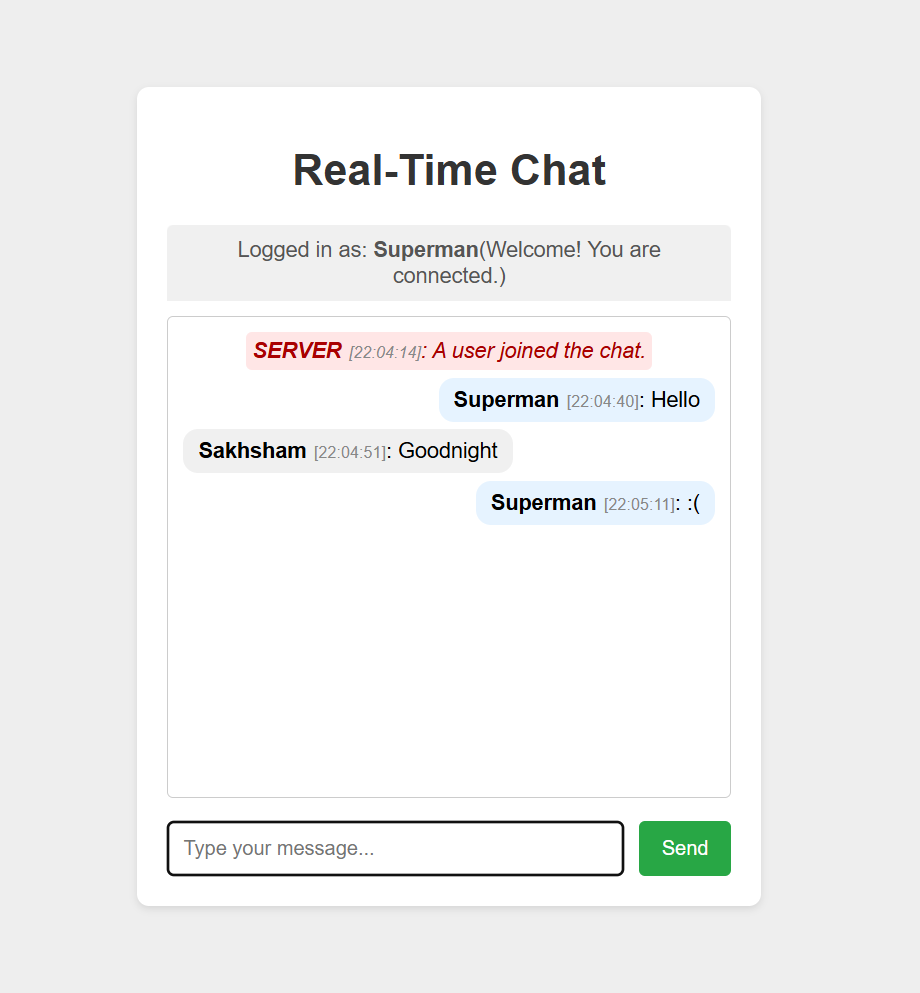 Real-Time Chat
Logged in as: Superman(Welcome! You are
connected.)
SERVER [22:04:14]: A user joined the chat.
Superman [22:04:40]: Hello
Sakhsham [22:04:51]: Goodnight
Superman [22:05:11]: :(
Type your message...
Send